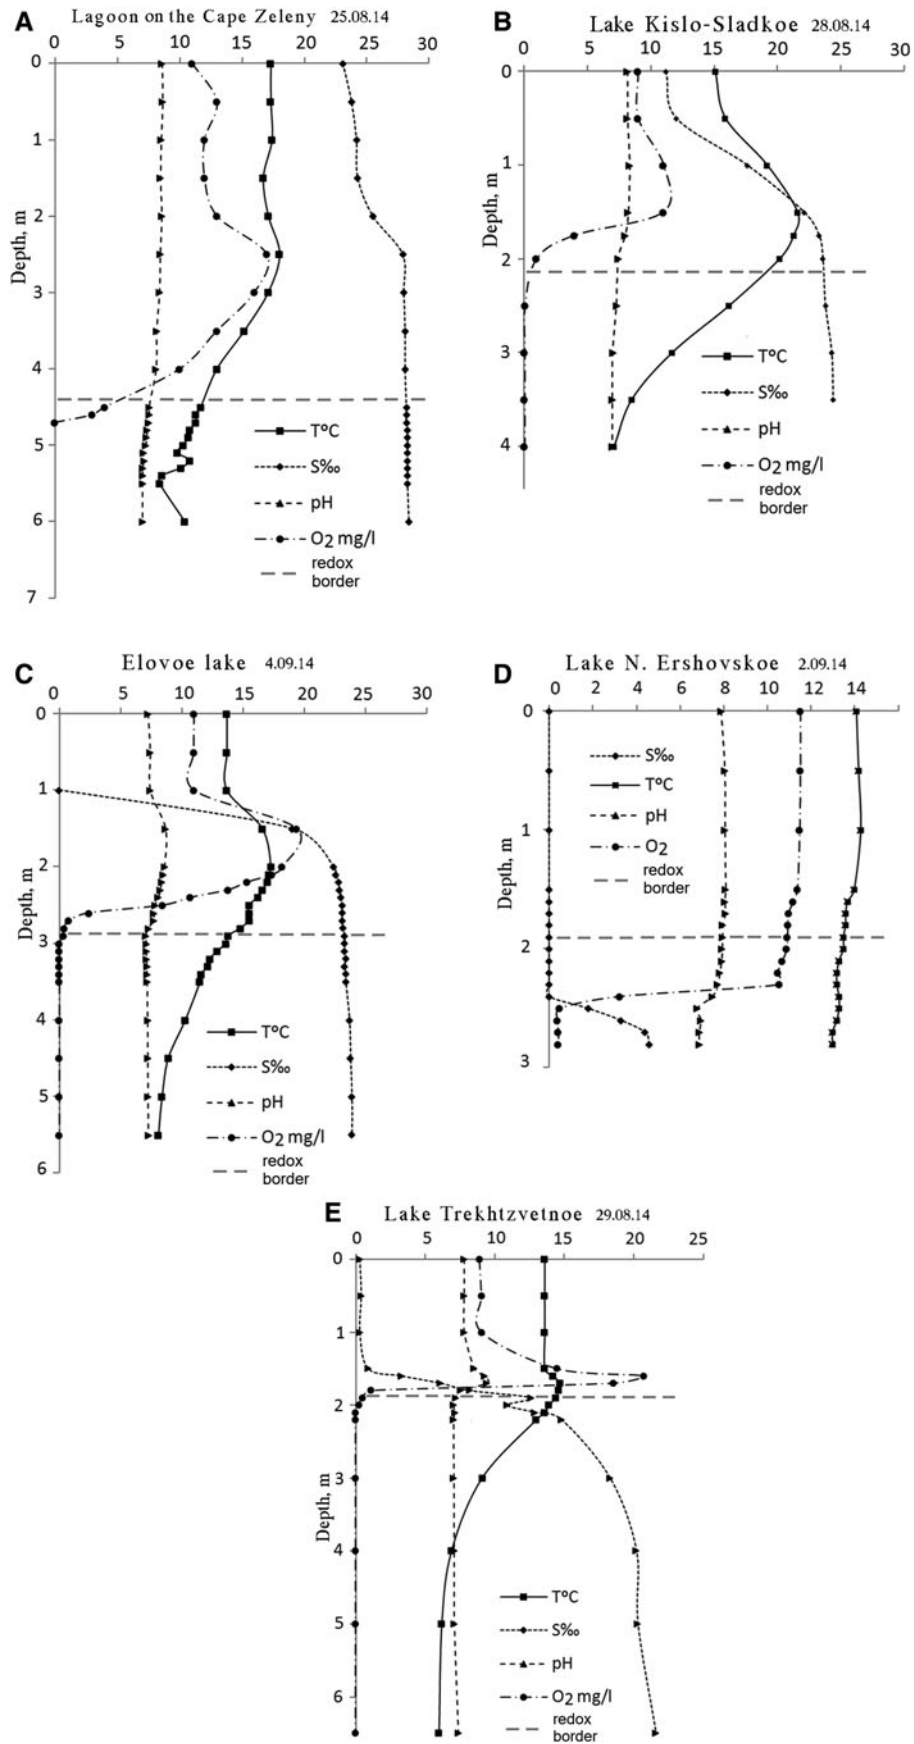 A Lagoon on the Cape Zeleny 25.08.14
0 5 10 15 20 25 30
0
1
2
3
4
5
6
7
Depth, m
T°C
S‰
pH
O2 mg/l
redox
border
B Lake Kislo-Sladkoe 28.08.14
0 5 10 15 20 25 30
0
1
2
3
4
Depth, m
T°C
S‰
pH
O2 mg/l
redox
border
C Elovoe lake 4.09.14
0 5 10 15 20 25 30
0
1
2
3
4
5
6
Depth, m
T°C
S‰
pH
O2 mg/l
redox
border
D Lake N. Ershovskoe 2.09.14
0 2 4 6 8 10 12 14
0
1
2
3
Depth, m
S‰
T°C
pH
O2
redox
border
E Lake Trekhtzvetnoe 29.08.14
0 5 10 15 20 25
0
1
2
3
4
5
6
Depth, m
T°C
S‰
pH
O2 mg/l
redox
border